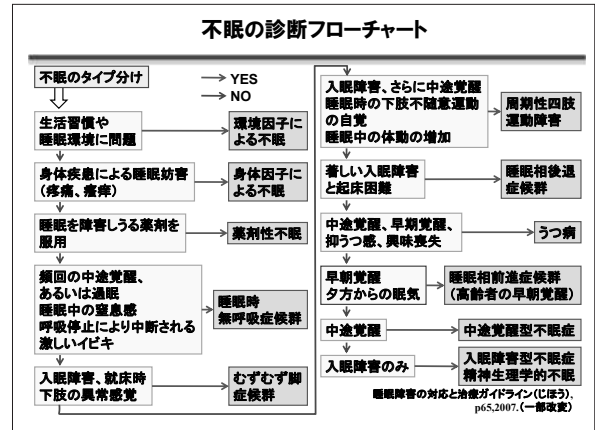 不眠の診断フローチャート
不眠のタイプ分け
YES
NO
生活習慣や
睡眠環境に問題
環境因子に
よる不眠
身体疾患による睡眠妨害
(疼痛、瘙痒)
身体因子に
よる不眠
睡眠を障害しうる薬剤を
服用
薬剤性不眠
頻回の中途覚醒、
あるいは過眠
睡眠中の窒息感
呼吸停止により中断される
激しいイビキ
睡眠時
無呼吸症候群
入眠障害、就床時
下肢の異常感覚
むずむず脚
症候群
入眠障害、さらに中途覚醒
睡眠時の下肢不随意運動
の自覚
睡眠中の体動の増加
周期性四肢
運動障害
著しい入眠障害
と起床困難
睡眠相後退
症候群
中途覚醒、早期覚醒、
抑うつ感、興味喪失
うつ病
早朝覚醒
夕方からの眠気
睡眠相前進症候群
(高齢者の早朝覚醒)
中途覚醒
中途覚醒型不眠症
入眠障害のみ
入眠障害型不眠症
精神生理学的不眠
睡眠障害の対応と治療ガイドライン(じほう),
p65,2007.(一部改変)